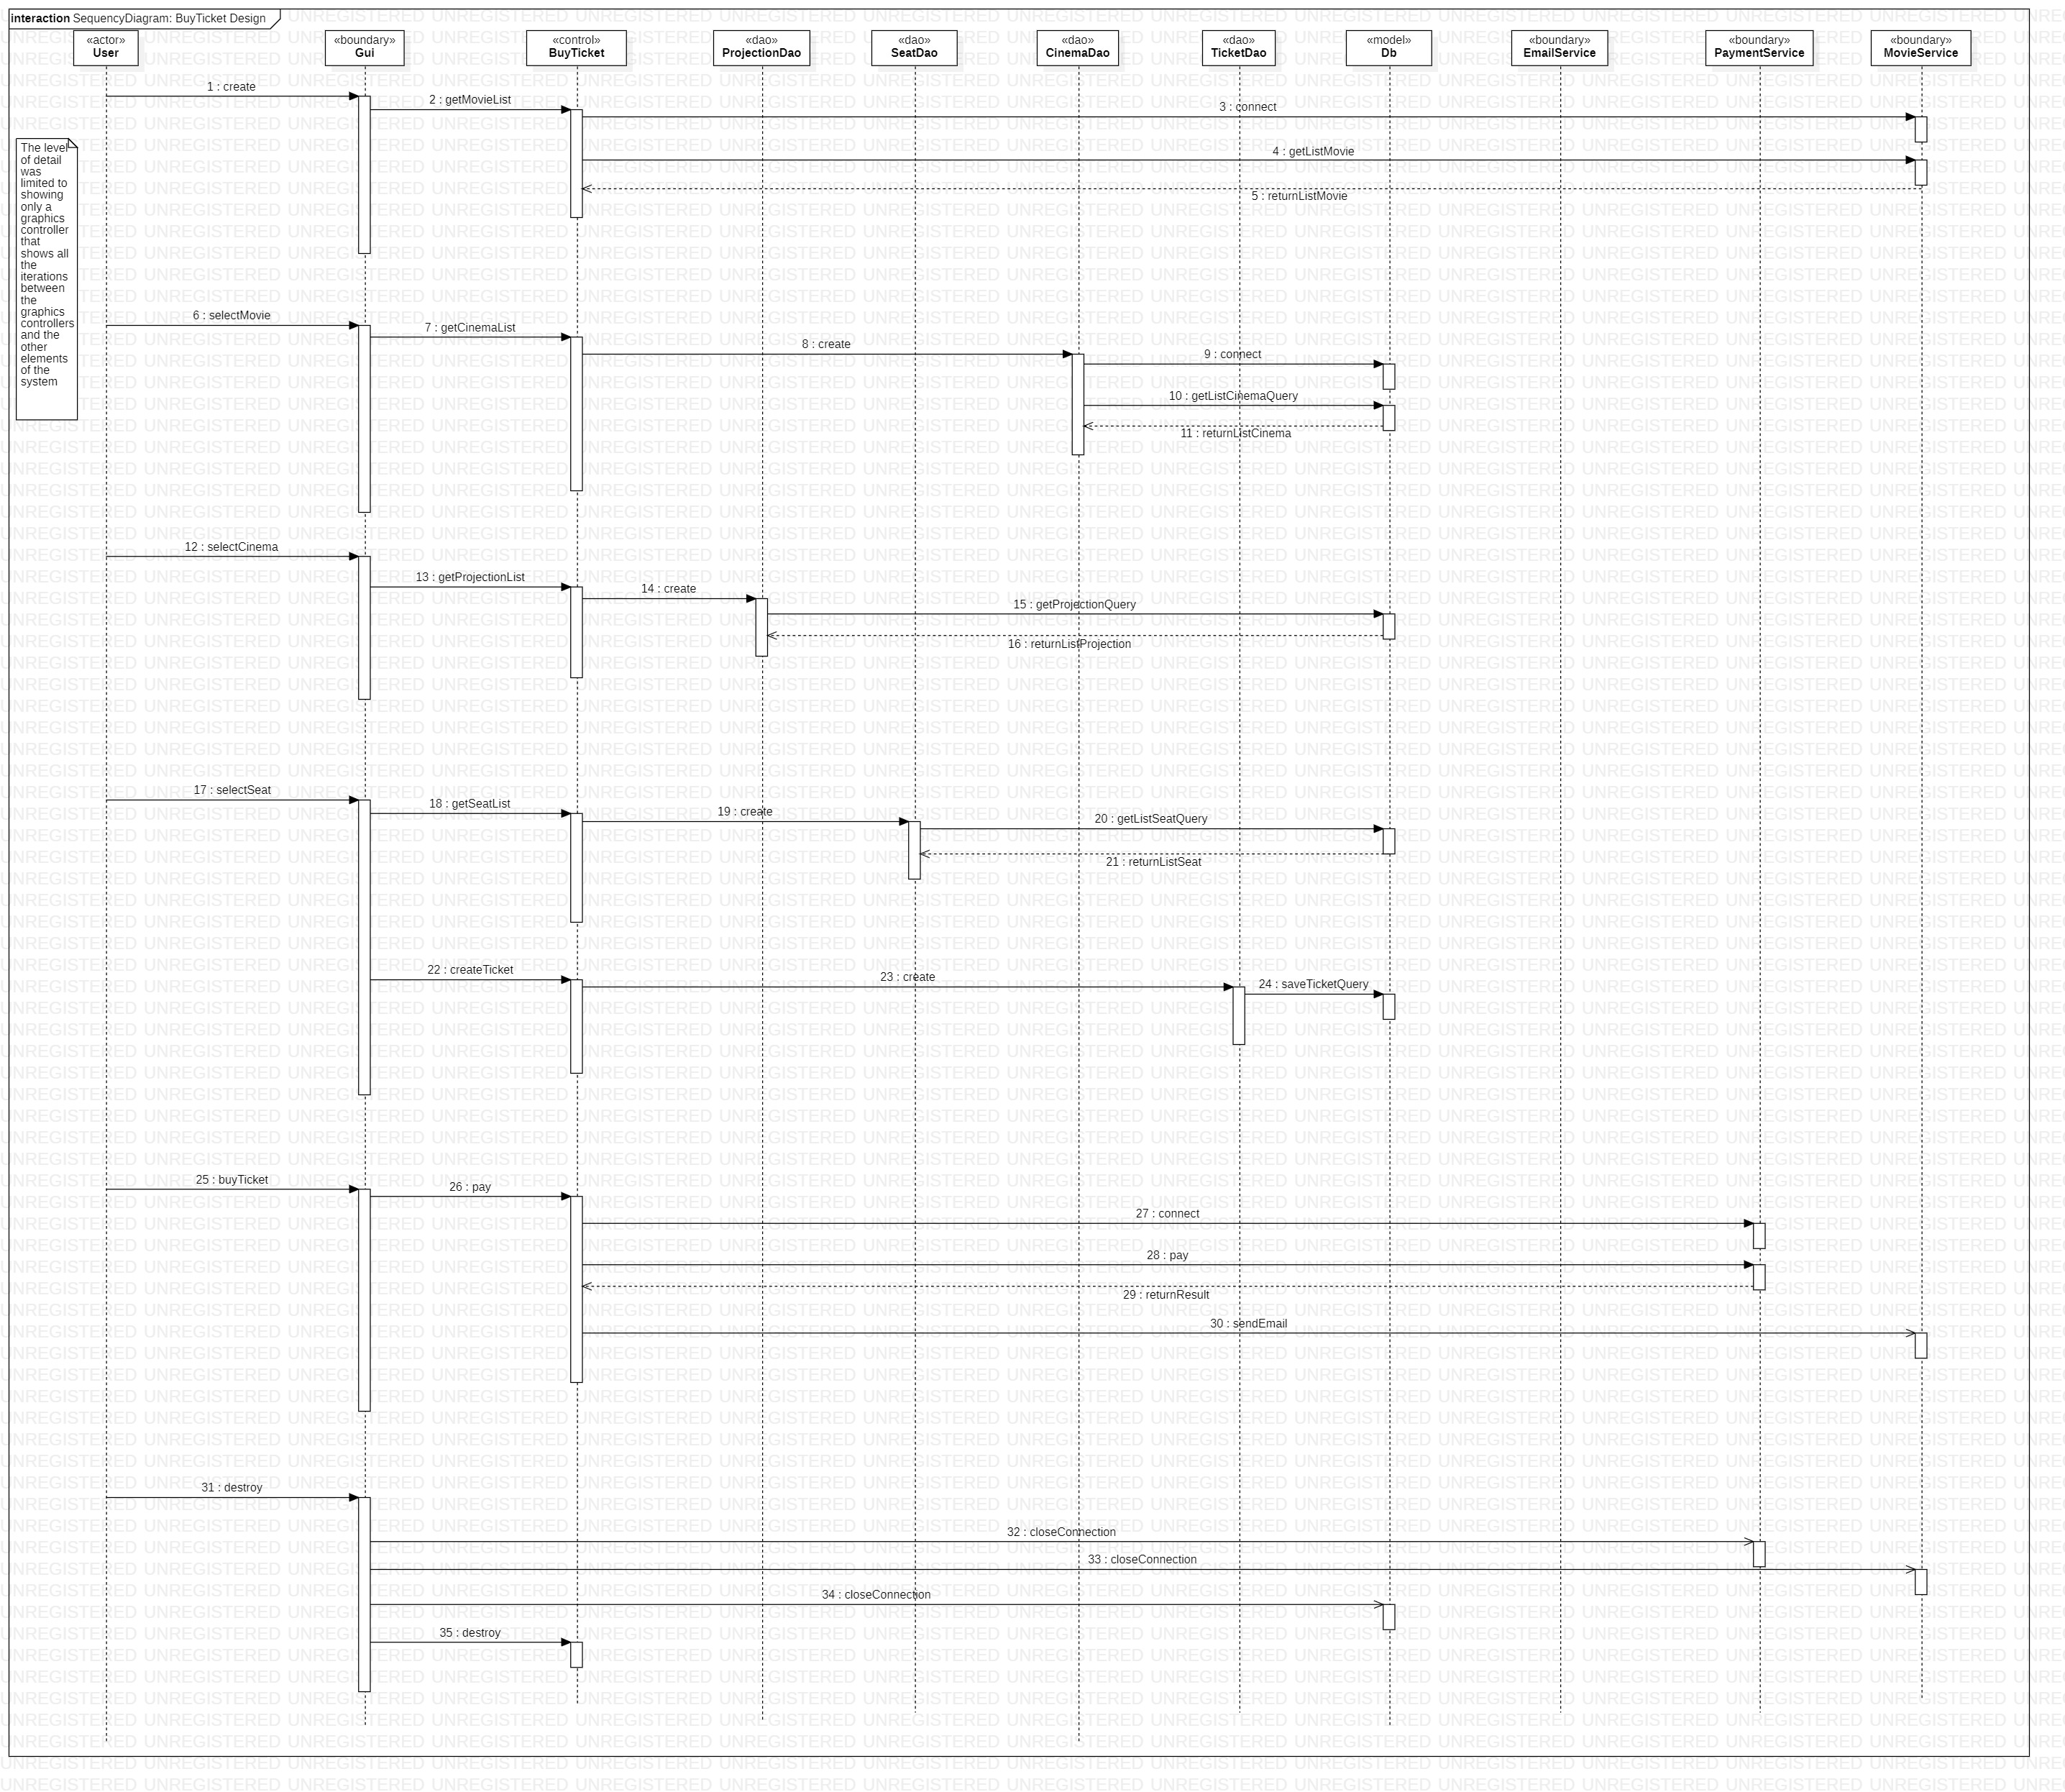 interaction SequencyDiagram: BuyTicket Design
«actor»
User
«boundary»
Gui
«control»
BuyTicket
«dao»
ProjectionDao
«dao»
SeatDao
«dao»
CinemaDao
«dao»
TicketDao
«model»
Db
«boundary»
EmailService
«boundary»
PaymentService
«boundary»
MovieService
1 : create
2 : getMovieList
3 : connect
The level
of detail
was
limited to
showing
only a
graphics
controller
that
shows all
the
iterations
between
the
graphics
controllers
and the
other
elements
of the
system
4 : getListMovie
5 : returnListMovie
6 : selectMovie
7 : getCinemaList
8 : create
9 : connect
10 : getListCinemaQuery
11 : returnListCinema
12 : selectCinema
13 : getProjectionList
14 : create
15 : getProjectionQuery
16 : returnListProjection
17 : selectSeat
18 : getSeatList
19 : create
20 : getListSeatQuery
21 : returnListSeat
22 : createTicket
23 : create
24 : saveTicketQuery
25 : buyTicket
26 : pay
27 : connect
28 : pay
29 : returnResult
30 : sendEmail
31 : destroy
32 : closeConnection
33 : closeConnection
34 : closeConnection
35 : destroy
UNREGISTERED